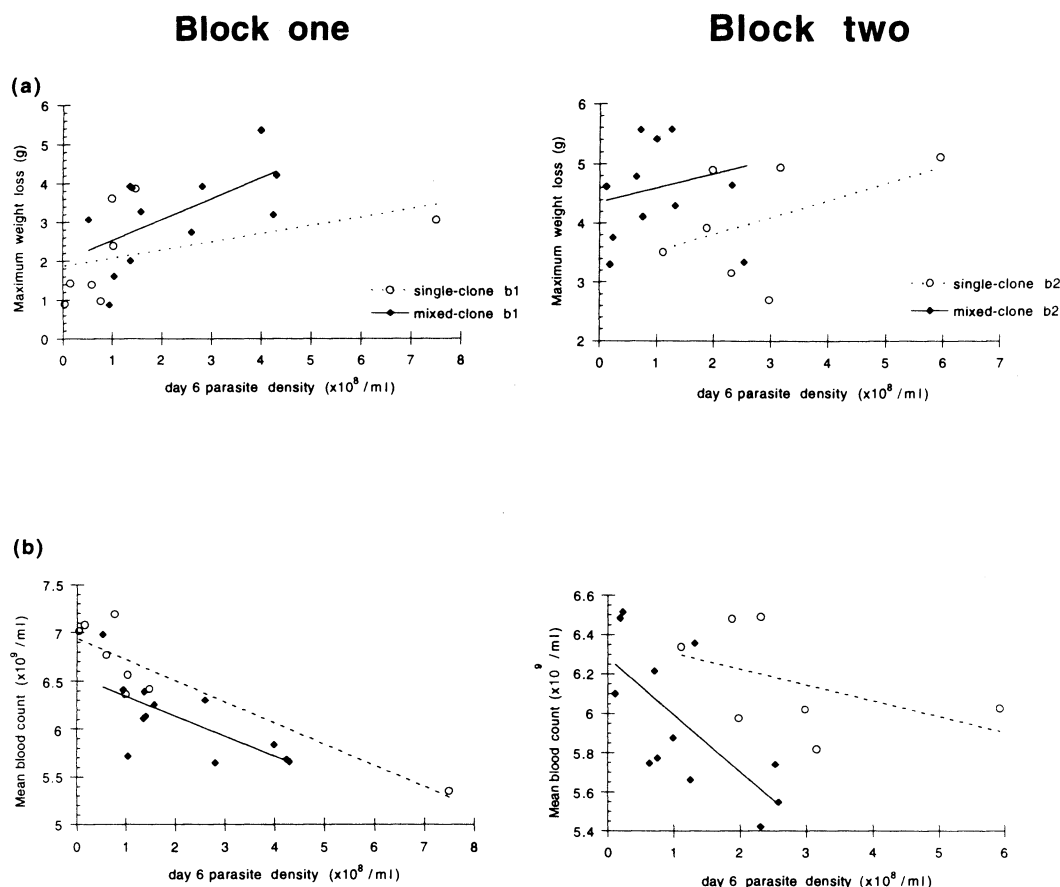 Block one
Block two
(a)
Maximum weight loss (g)
6
5
4
3
2
1
0
0 1 2 3 4 5 6 7 8
day 6 parasite density (x10⁸/ml)
single-clone b1
mixed-clone b1
Maximum weight loss (g)
6
5
4
3
2
0 1 2 3 4 5 6 7
day 6 parasite density (x10⁸/ml)
single-clone b2
mixed-clone b2
(b)
Mean blood count (x10⁹/ml)
7.5
7
6.5
6
5.5
5
0 1 2 3 4 5 6 7 8
day 6 parasite density (x10⁸/ml)
Mean blood count (x10⁹/ml)
6.6
6.4
6.2
6
5.8
5.6
5.4
0 1 2 3 4 5 6
day 6 parasite density (x10⁸/ml)